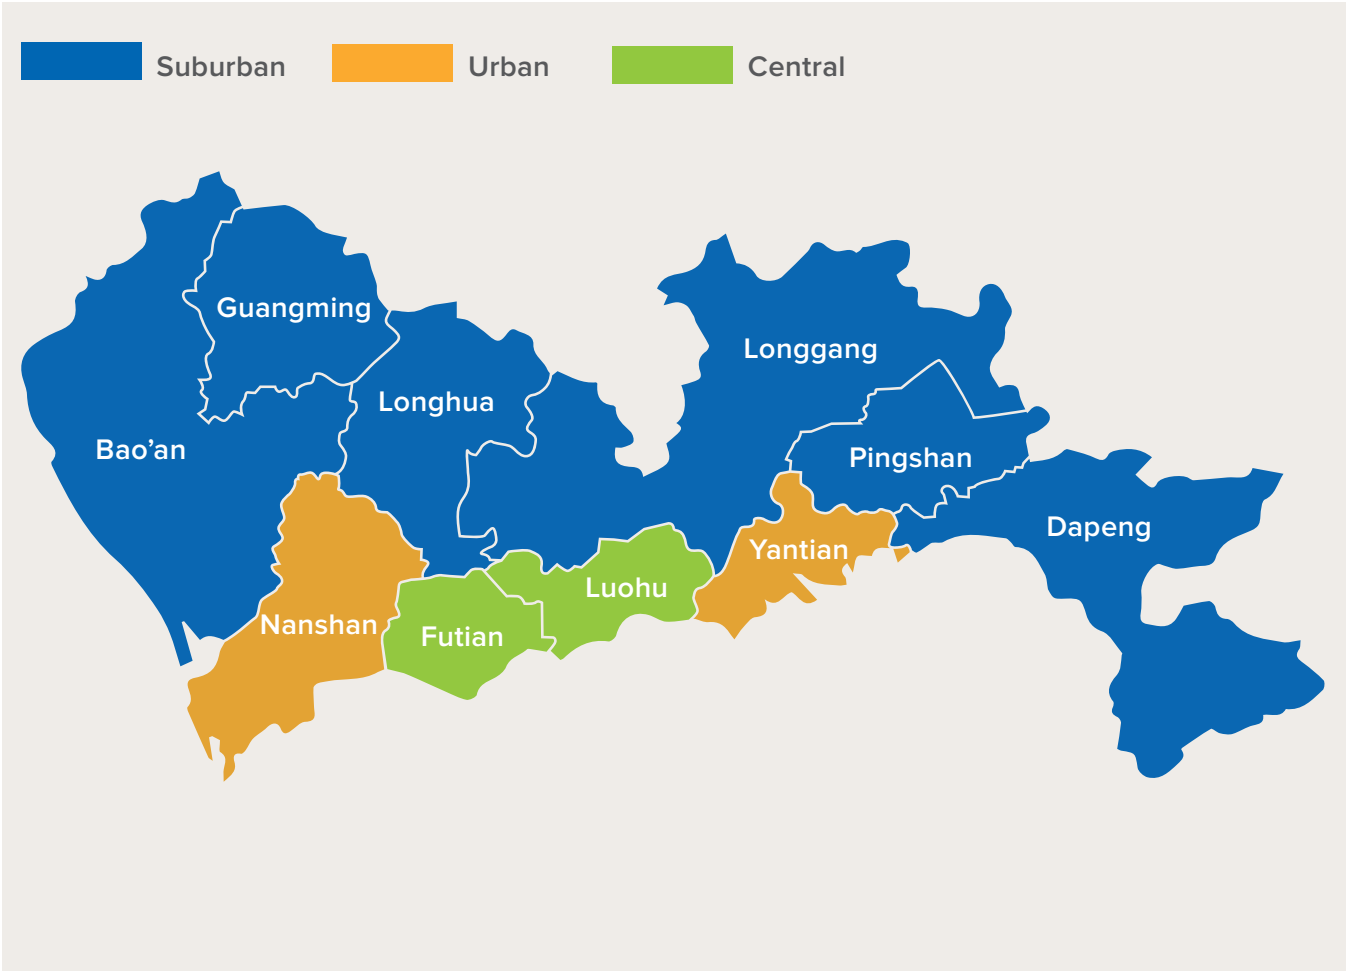 Suburban
Urban
Central
Guangming
Longgang
Longhua
Bao’an
Pingshan
Dapeng
Yantian
Luohu
Nanshan
Futian